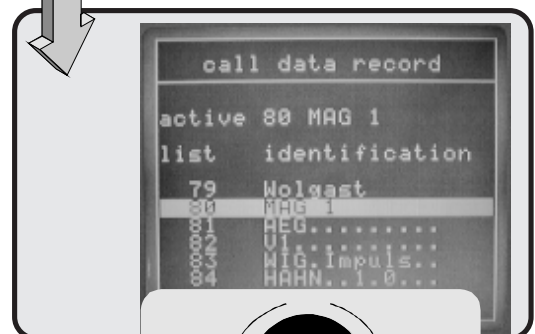 call data record
active 80 MAG 1
list identification
79 Wolgast
80 MAG 1
81 AEG.........
82 V1..........
83 WIG.Impuls..
84 HAHN..1.0...